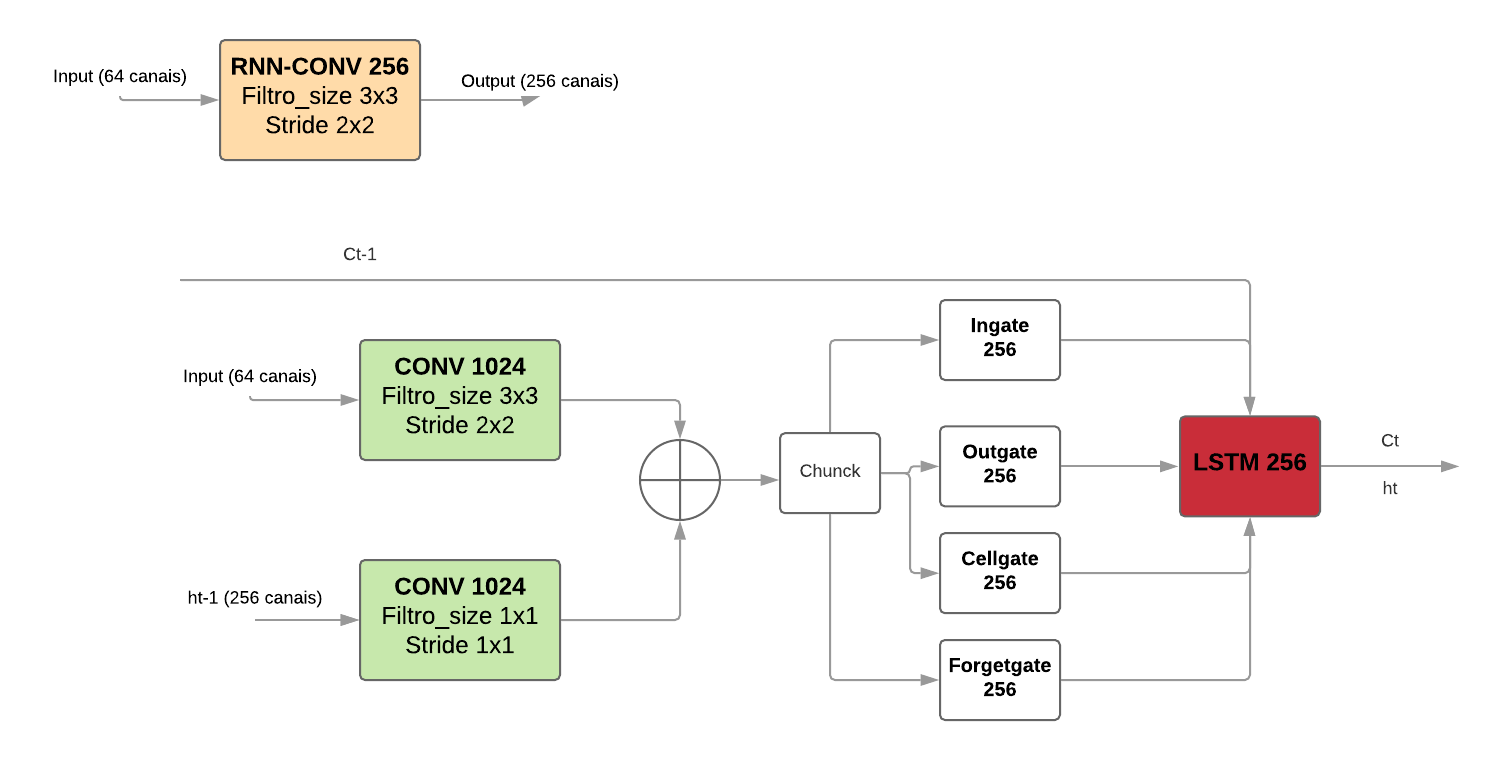 Input (64 canais)
RNN-CONV 256
Filtro_size 3x3
Stride 2x2
Output (256 canais)
Ct-1
Input (64 canais)
CONV 1024
Filtro_size 3x3
Stride 2x2
ht-1 (256 canais)
CONV 1024
Filtro_size 1x1
Stride 1x1
Chunck
Ingate
256
Outgate
256
Cellgate
256
Forgetgate
256
LSTM 256
Ct
ht